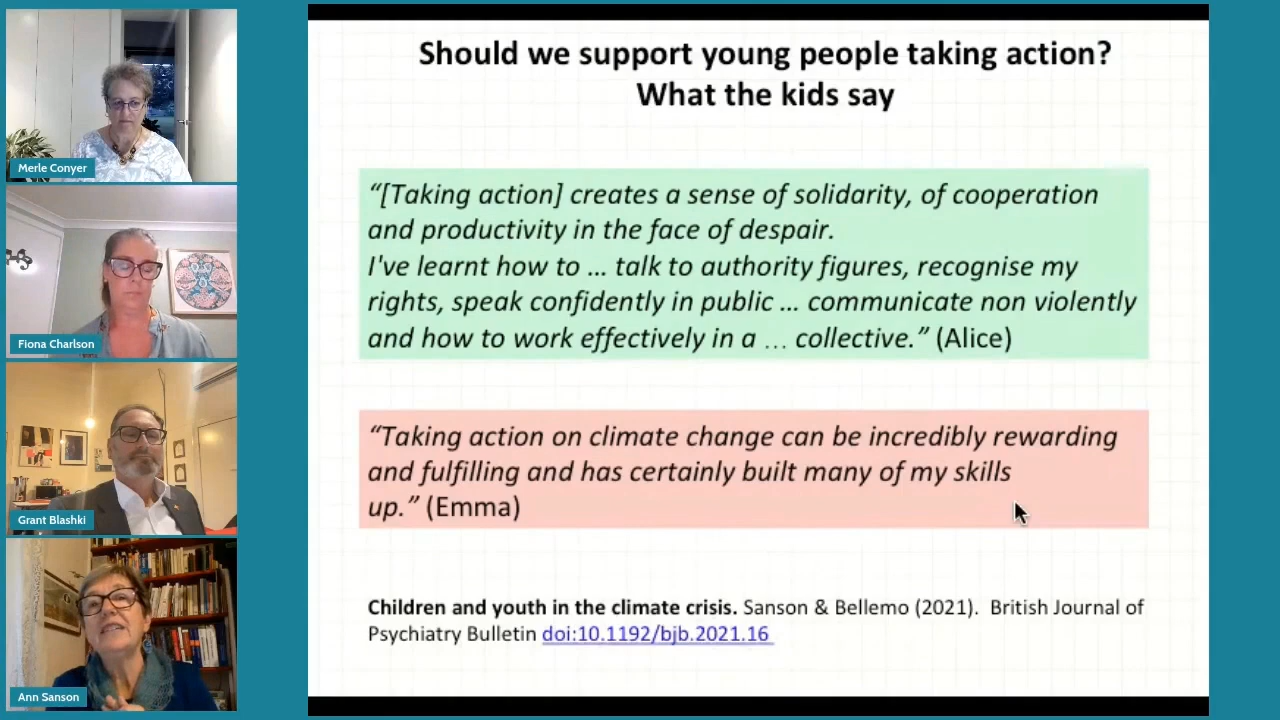 Merle Conyer
Fiona Charlson
Grant Blashki
Ann Sanson
Should we support young people taking action?
What the kids say
“[Taking action] creates a sense of solidarity, of cooperation
and productivity in the face of despair.
I've learnt how to ... talk to authority figures, recognise my
rights, speak confidently in public ... communicate non violently
and how to work effectively in a ... collective.” (Alice)
“Taking action on climate change can be incredibly rewarding
and fulfilling and has certainly built many of my skills
up.” (Emma)
Children and youth in the climate crisis. Sanson & Bellemo (2021). British Journal of
Psychiatry Bulletin doi:10.1192/bjb.2021.16